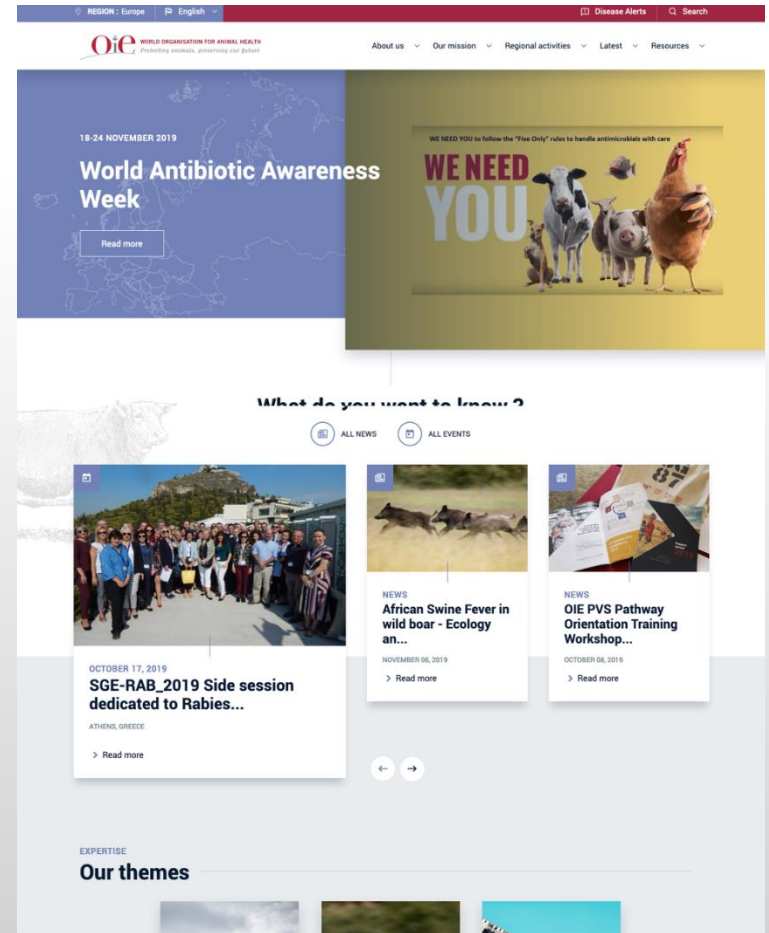 REGION : Europe
English
Disease Alerts
Search
OIE
WORLD ORGANISATION FOR ANIMAL HEALTH
Protecting animals, preserving our future
About us
Our mission
Regional activities
Latest
Resources
18-24 NOVEMBER 2019
World Antibiotic Awareness
Week
Read more
WE NEED YOU to follow the "Five Only" rules to handle antimicrobials with care
WE NEED
YOU
What do you want to know ?
ALL NEWS
ALL EVENTS
OCTOBER 17, 2019
SGE-RAB_2019 Side session
dedicated to Rabies...
ATHENS, GREECE
Read more
NEWS
African Swine Fever in
wild boar - Ecology
an...
NOVEMBER 06, 2019
Read more
NEWS
OIE PVS Pathway
Orientation Training
Workshop...
OCTOBER 08, 2019
Read more
EXPERTISE
Our themes